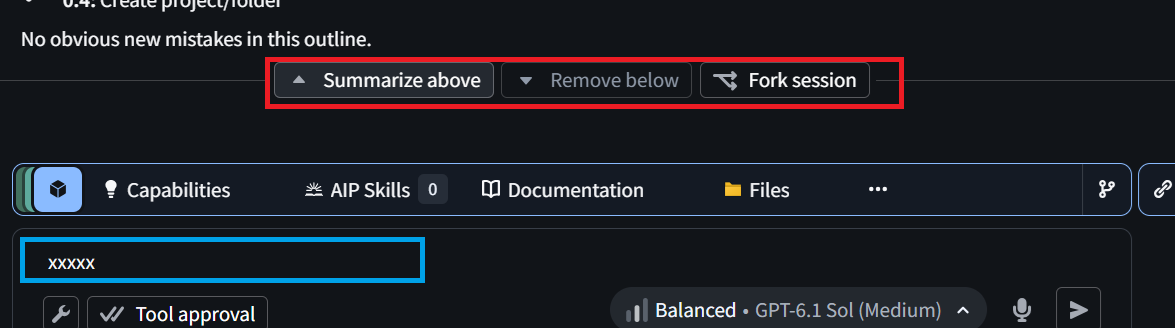 0.4: Create project/folder
No obvious new mistakes in this outline.
Summarize above Remove below Fork session
Capabilities AIP Skills 0 Documentation Files ...
xxxxx
Tool approval Balanced • GPT-6.1 Sol (Medium)